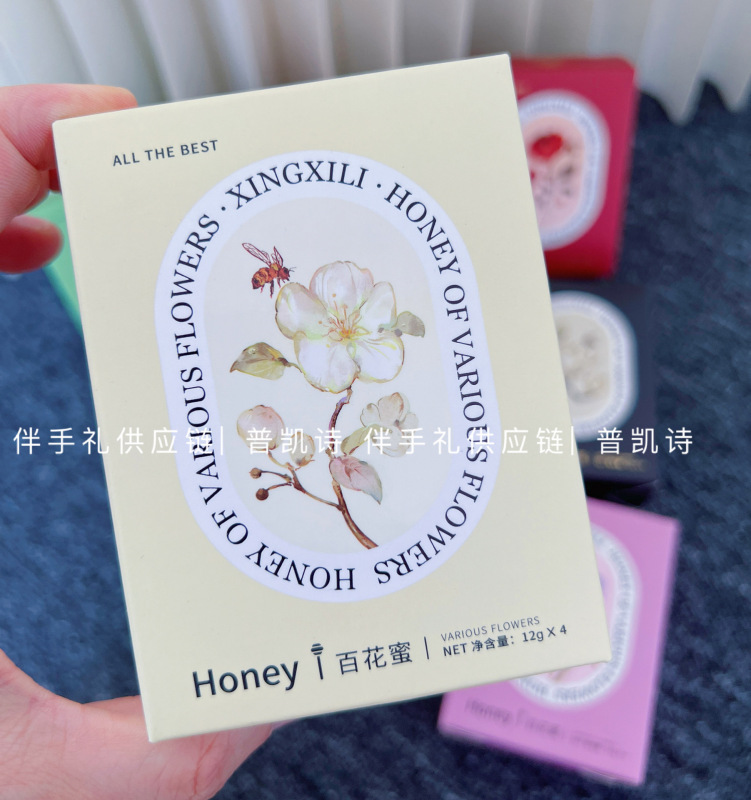 ALL THE BEST
HONEY OF VARIOUS FLOWERS · XINGXILI · HONEY OF VARIOUS FLOWERS
伴手礼供应链| 普凯诗 伴手礼供应链| 普凯诗
Honey 百花蜜 | VARIOUS FLOWERS
NET 净含量：12g X 4
Honey